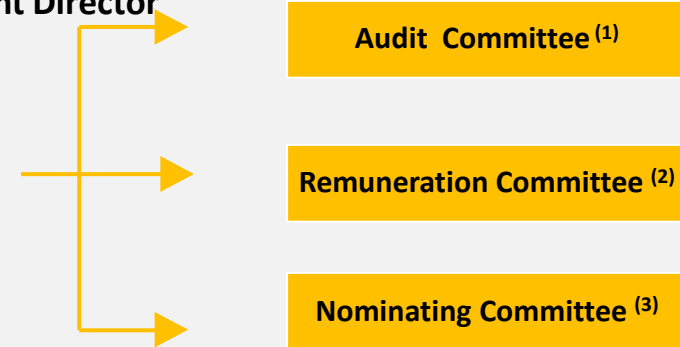 nt Director
Audit Committee (1)
Remuneration Committee (2)
Nominating Committee (3)